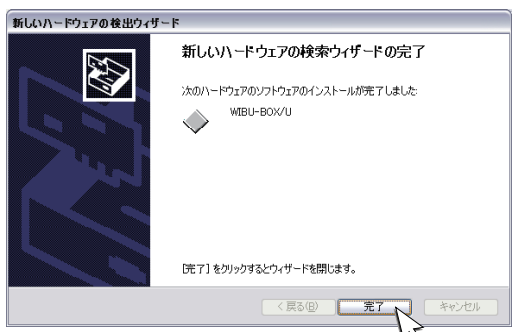 新しいハードウェアの検出ウィザード
新しいハードウェアの検索ウィザードの完了
次のハードウェアのソフトウェアのインストールが完了しました:
WIBU-BOX/U
[完了] をクリックするとウィザードを閉じます。
< 戻る(B) 完了 キャンセル